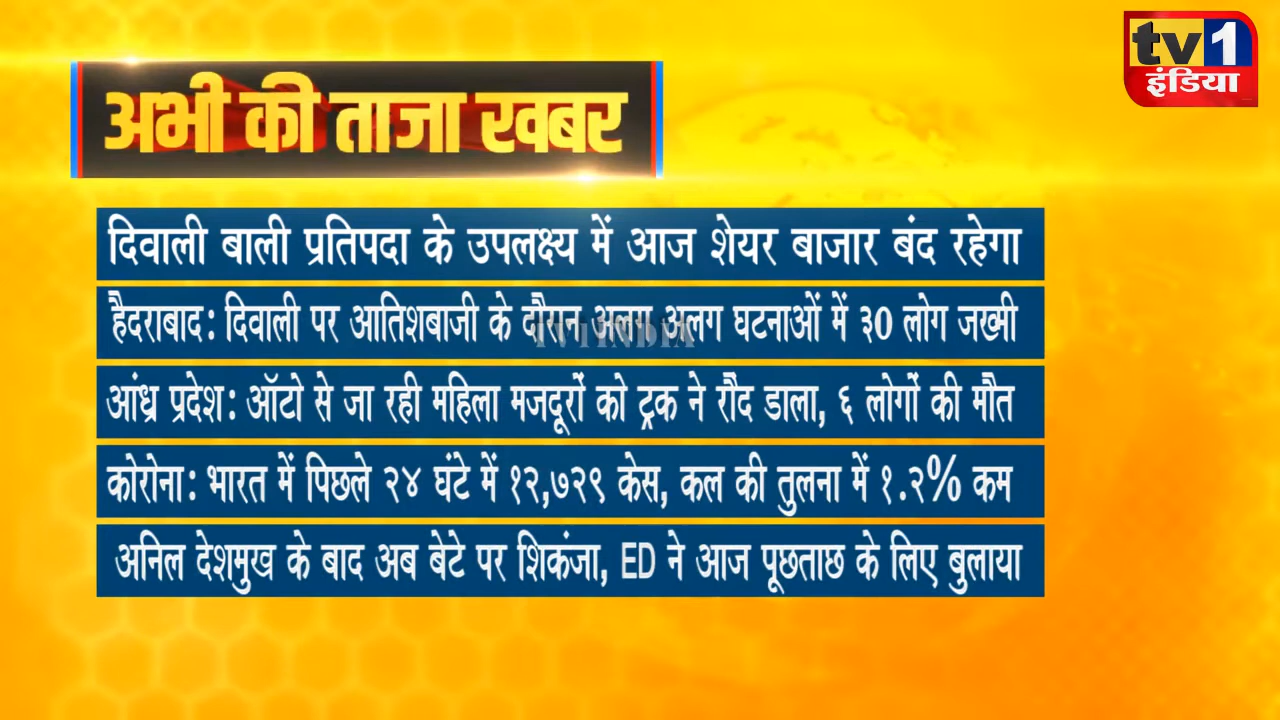 tv1
इंडिया
अभी की ताजा खबर
दिवाली बाली प्रतिपदा के उपलक्ष्य में आज शेयर बाजार बंद रहेगा
हैदराबाद: दिवाली पर आतिशबाजी के दौरान अलग अलग घटनाओं में ३0 लोग जख्मी
TV1INDIA
आंध्र प्रदेश: ऑटो से जा रही महिला मजदूरों को ट्रक ने रौंद डाला, ६ लोगों की मौत
कोरोना: भारत में पिछले २४ घंटे में १२,७२९ केस, कल की तुलना में १.२% कम
अनिल देशमुख के बाद अब बेटे पर शिकंजा, ED ने आज पूछताछ के लिए बुलाया